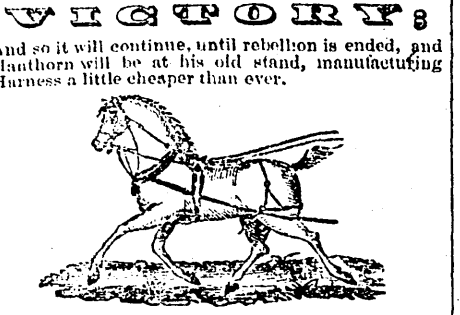 VICTORY:
And so it will continue, until rebellion is ended, and
Hanthorn will be at his old stand, manufacturing
Harness a little cheaper than ever.